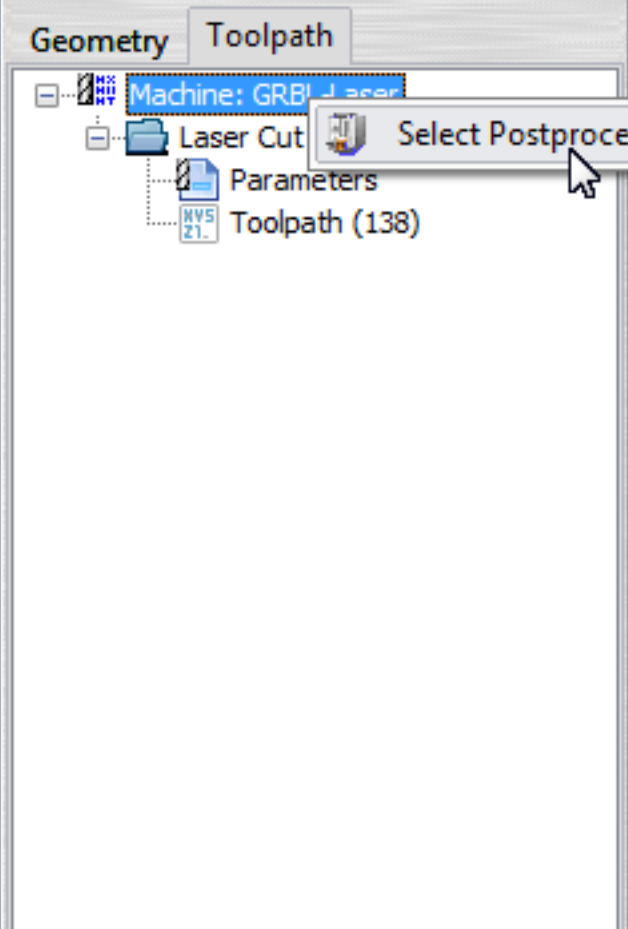 Geometry
Toolpath
Machine: GRBL-Laser
Select Postproce
Laser Cut
Parameters
Toolpath (138)